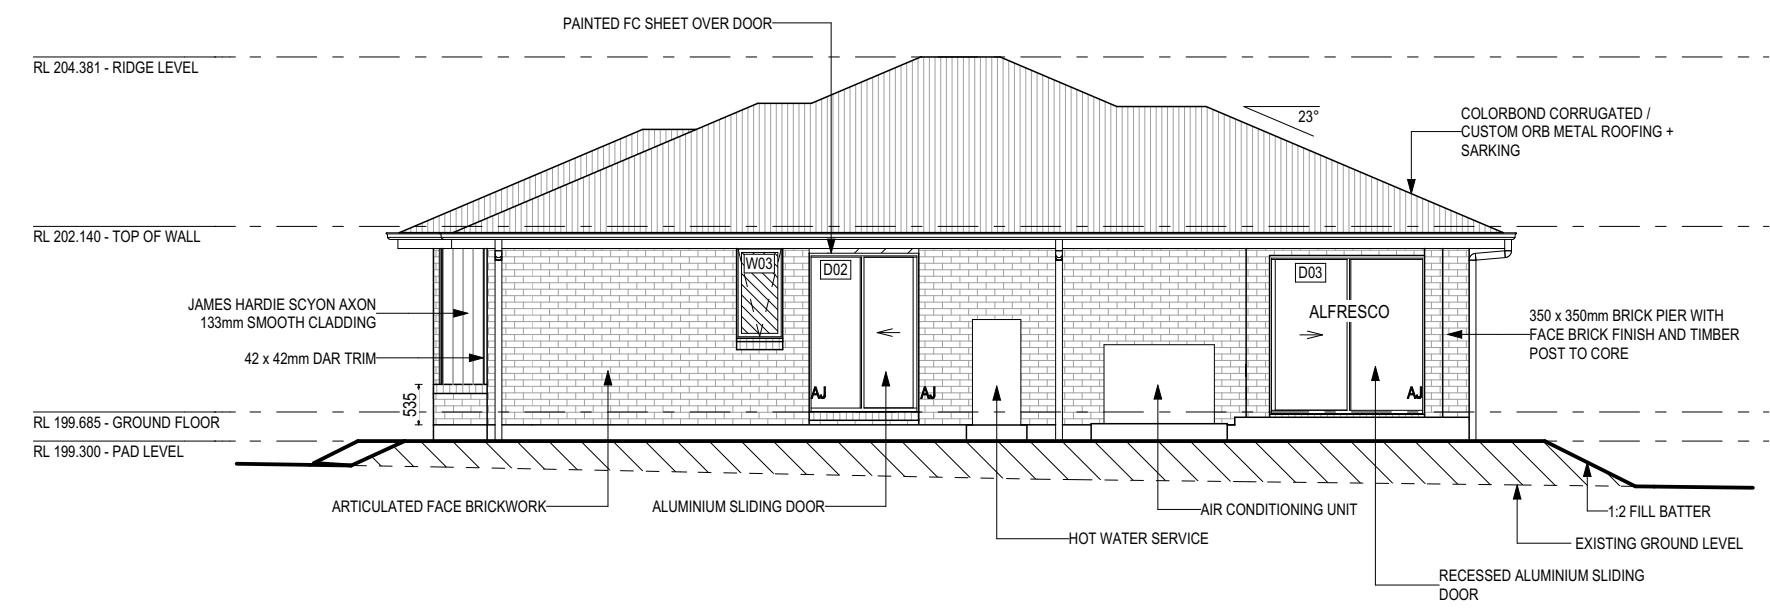 PAINTED FC SHEET OVER DOOR
RL 204.381 - RIDGE LEVEL
23°
COLORBOND CORRUGATED /
CUSTOM ORB METAL ROOFING +
SARKING
RL 202.140 - TOP OF WALL
W03
D02
D03
JAMES HARDIE SCYON AXON
133mm SMOOTH CLADDING
ALFRESCO
350 x 350mm BRICK PIER WITH
FACE BRICK FINISH AND TIMBER
POST TO CORE
42 x 42mm DAR TRIM
535
AJ
AJ
AJ
RL 199.685 - GROUND FLOOR
RL 199.300 - PAD LEVEL
ARTICULATED FACE BRICKWORK
ALUMINIUM SLIDING DOOR
AIR CONDITIONING UNIT
1:2 FILL BATTER
HOT WATER SERVICE
EXISTING GROUND LEVEL
RECESSED ALUMINIUM SLIDING
DOOR